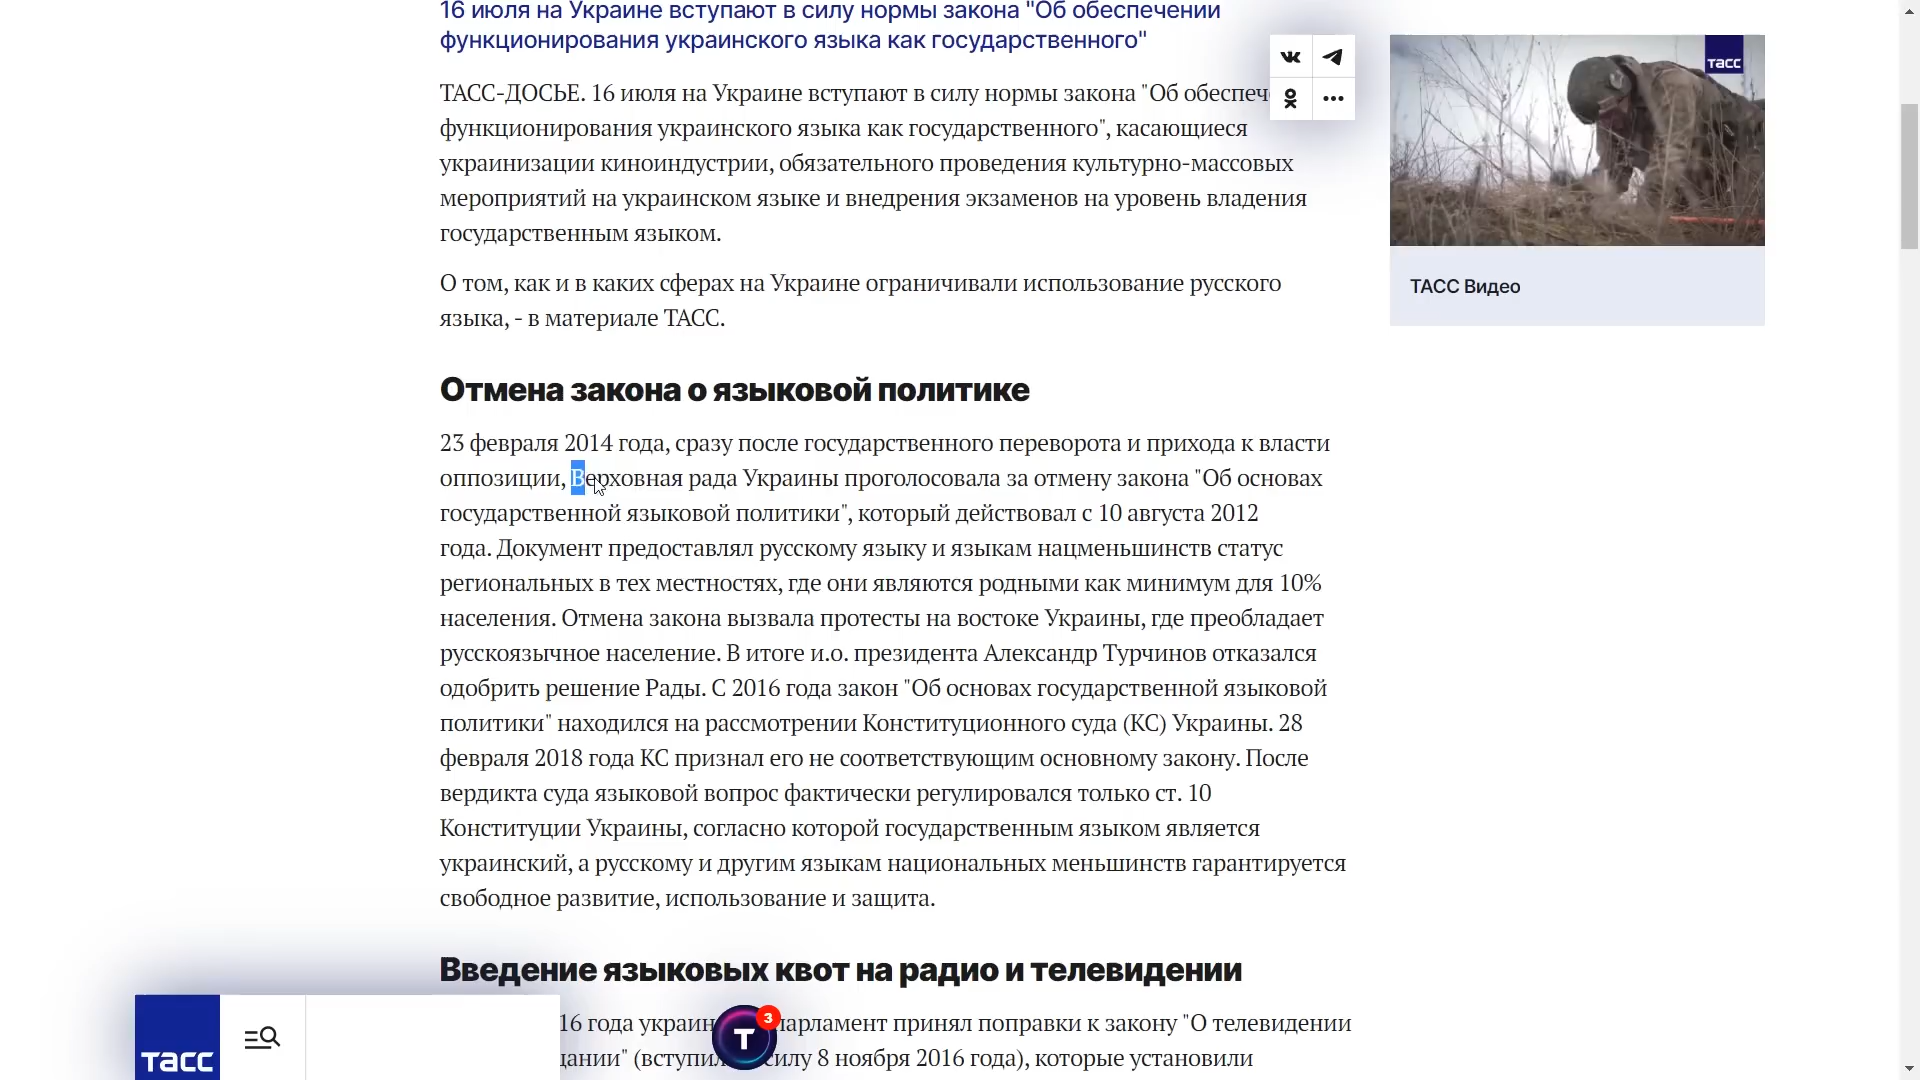 16 июля на Украине вступают в силу нормы закона "Об обеспечении
функционирования украинского языка как государственного"
ТАСС-ДОСЬЕ. 16 июля на Украине вступают в силу нормы закона "Об
функционирования украинского языка как государственного", касающиеся
украинизации киноиндустрии, обязательного проведения культурно-массовых
мероприятий на украинском языке и внедрения экзаменов на уровень владения
государственным языком.
О том, как и в каких сферах на Украине ограничивали использование русского
языка, - в материале ТАСС.
Отмена закона о языковой политике
23 февраля 2014 года, сразу после государственного переворота и прихода к власти
оппозиции, Верховная рада Украины проголосовала за отмену закона "Об основах
государственной языковой политики", который действовал с 10 августа 2012
года. Документ предоставлял русскому языку и языкам нацменьшинств статус
региональных в тех местностях, где они являются родными как минимум для 10%
населения. Отмена закона вызвала протесты на востоке Украины, где преобладает
русскоязычное население. В итоге и.о. президента Александр Турчинов отказался
одобрить решение Рады. С 2016 года закон "Об основах государственной языковой
политики" находился на рассмотрении Конституционного суда (КС) Украины. 28
февраля 2018 года КС признал его не соответствующим основному закону. После
вердикта суда языковой вопрос фактически регулировался только ст. 10
Конституции Украины, согласно которой государственным языком является
украинский, а русскому и другим языкам национальных меньшинств гарантируется
свободное развитие, использование и защита.
Введение языковых квот на радио и телевидении
16 года парламент принял поправки к закону "О телевидении
силу 8 ноября 2016 года), которые установили
ТАСС
ТАСС Видео
ТАСС
Т
3